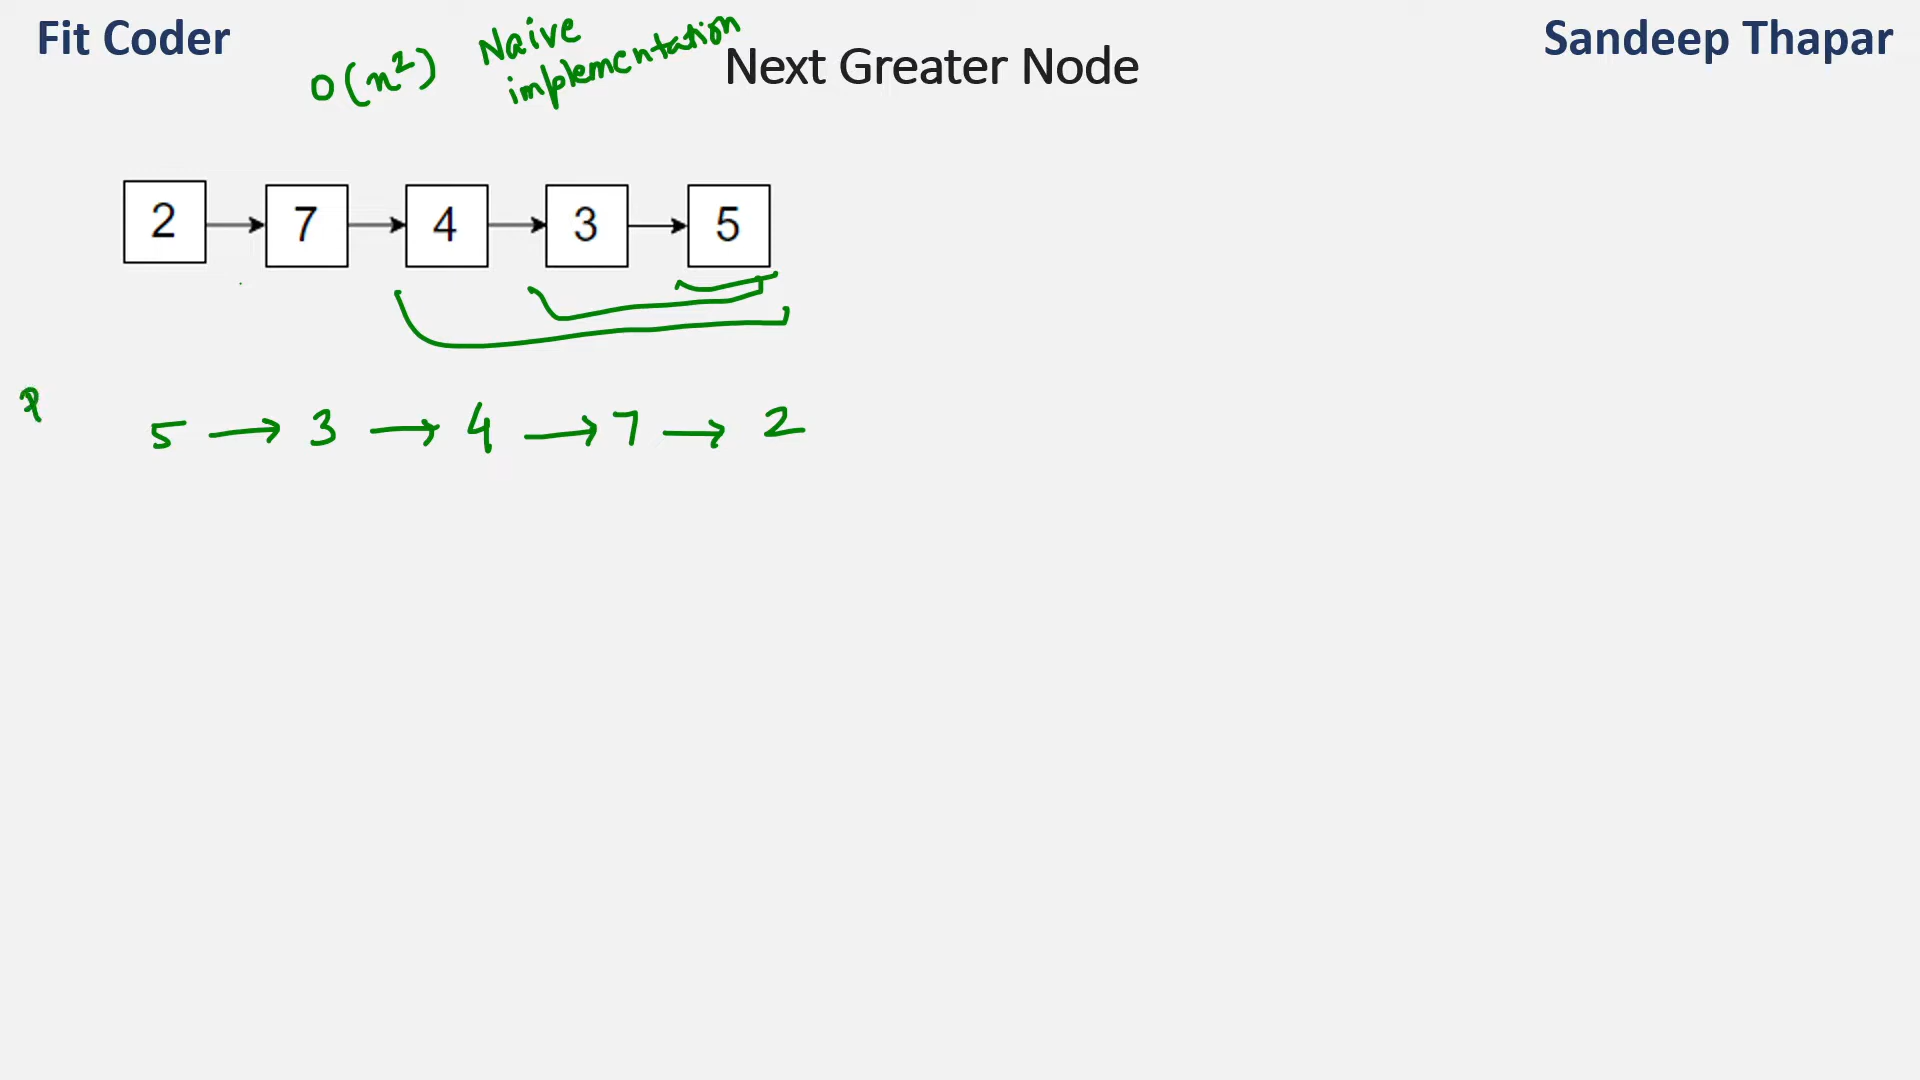 Fit Coder
Sandeep Thapar
O(n²) Naive
implementation
Next Greater Node
2 7 4 3 5
5 → 3 → 4 → 7 → 2